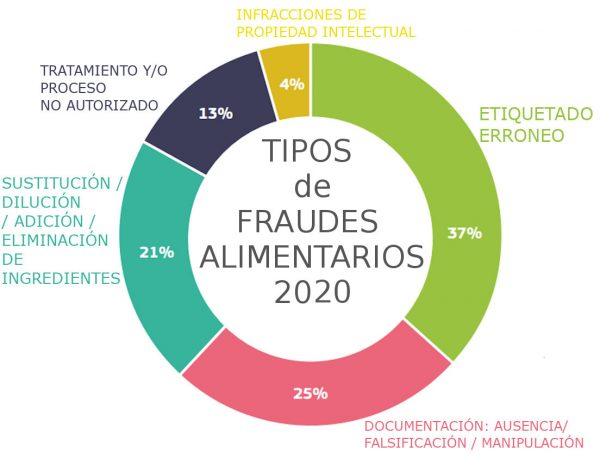 INFRACCIONES DE
PROPIEDAD INTELECTUAL
TRATAMIENTO Y/O
PROCESO
NO AUTORIZADO
4%
13%
ETIQUETADO
ERRONEO
TIPOS
de
FRAUDES
ALIMENTARIOS
2020
SUSTITUCIÓN /
DILUCIÓN
/ ADICIÓN /
ELIMINACIÓN
DE
INGREDIENTES
21%
37%
25%
DOCUMENTACIÓN: AUSENCIA/
FALSIFICACIÓN / MANIPULACIÓN